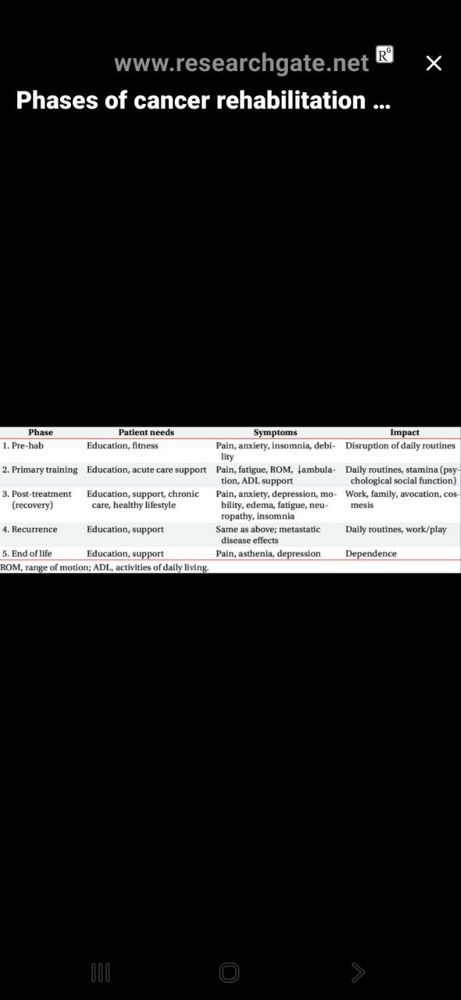 www.researchgate.net RG
Phases of cancer rehabilitation ...
Phase Patient needs Symptoms Impact
1. Pre-hab Education, fitness Pain, anxiety, insomnia, debi- Disruption of daily routines
lity
2. Primary training Education, acute care support Pain, fatigue, ROM, ↓ambula- Daily routines, stamina (psy-
tion, ADL support chological social function)
3. Post-treatment Education, support, chronic Pain, anxiety, depression, mo- Work, family, avocation, cos-
(recovery) care, healthy lifestyle bility, edema, fatigue, neu- mesis
ropathy, insomnia
4. Recurrence Education, support Same as above; metastatic Daily routines, work/play
disease effects
5. End of life Education, support Pain, asthenia, depression Dependence
ROM, range of motion; ADL, activities of daily living.